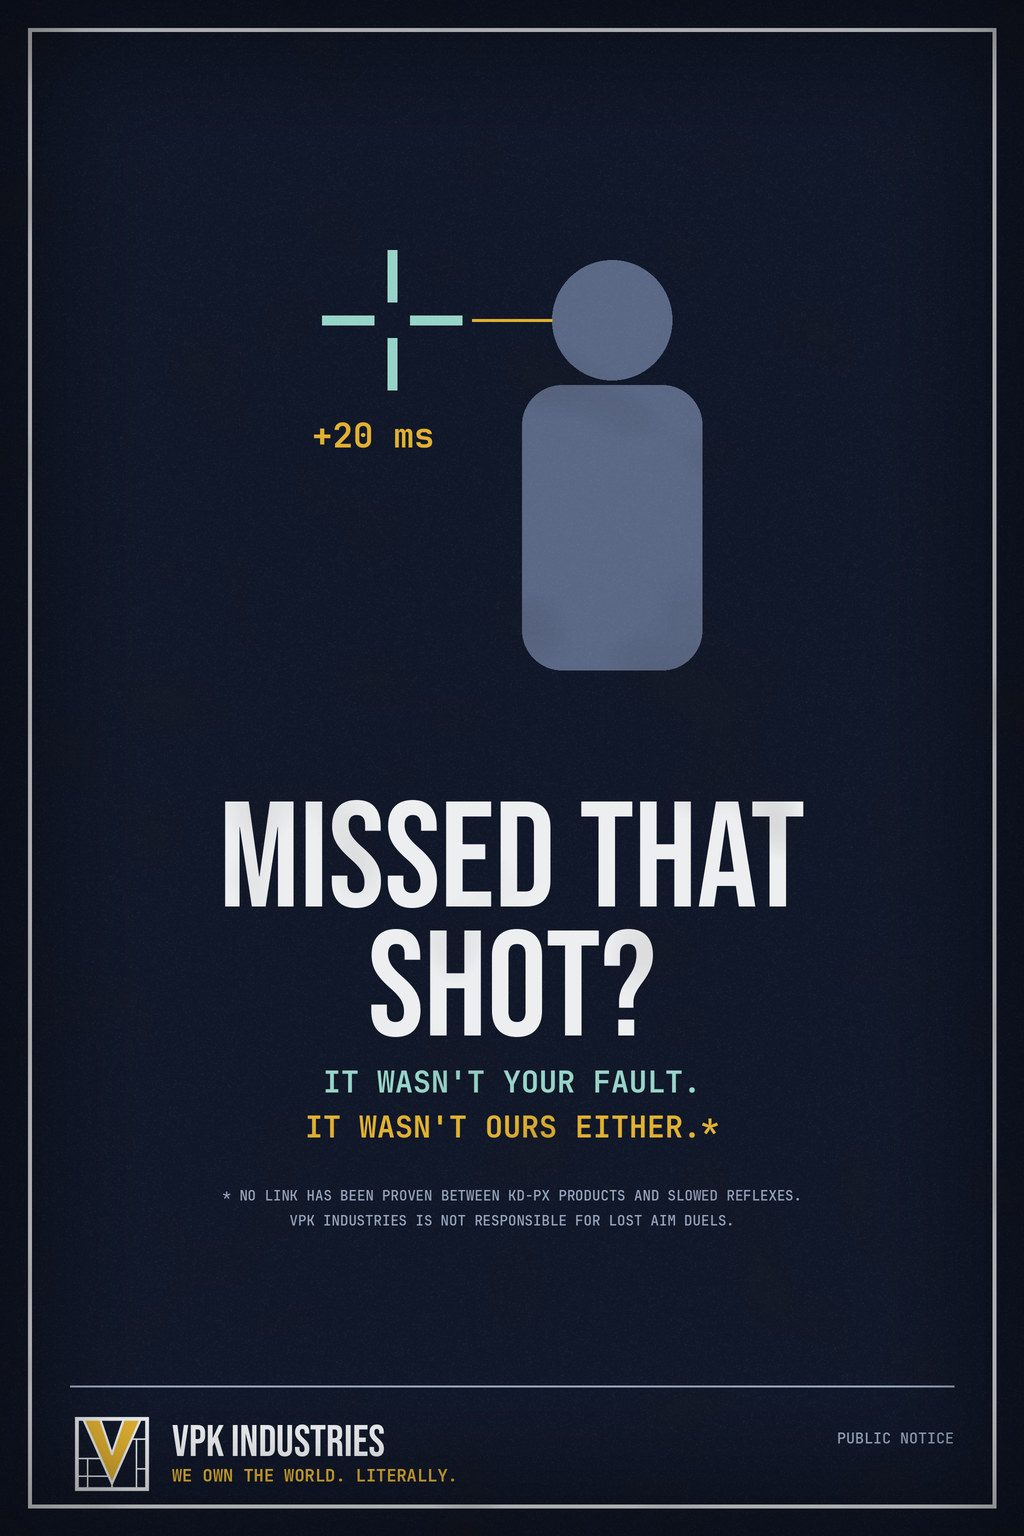 +20 ms
MISSED THAT
SHOT?
IT WASN'T YOUR FAULT.
IT WASN'T OURS EITHER.*
* NO LINK HAS BEEN PROVEN BETWEEN KD-PX PRODUCTS AND SLOWED REFLEXES.
VPK INDUSTRIES IS NOT RESPONSIBLE FOR LOST AIM DUELS.
V
VPK INDUSTRIES
WE OWN THE WORLD. LITERALLY.
PUBLIC NOTICE